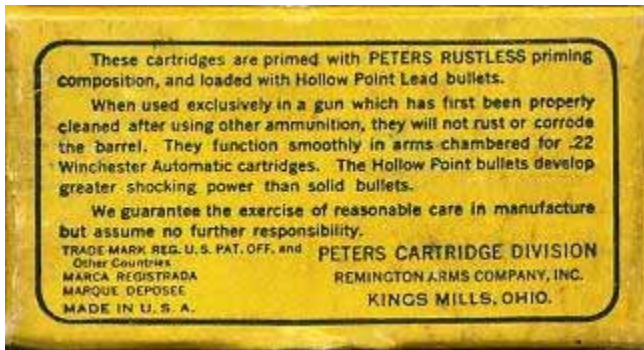 These cartridges are primed with PETERS RUSTLESS priming
composition, and loaded with Hollow Point Lead bullets.
When used exclusively in a gun which has first been properly
cleaned after using other ammunition, they will not rust or corrode
the barrel. They function smoothly in arms chambered for .22
Winchester Automatic cartridges. The Hollow Point bullets develop
greater shocking power than solid bullets.
We guarantee the exercise of reasonable care in manufacture
but assume no further responsibility.
TRADE-MARK REG. U. S. PAT. OFF. and
Other Countries
MARCA REGISTRADA
MARQUE DEPOSEE
MADE IN U. S. A.
PETERS CARTRIDGE DIVISION
REMINGTON ARMS COMPANY, INC.
KINGS MILLS, OHIO.